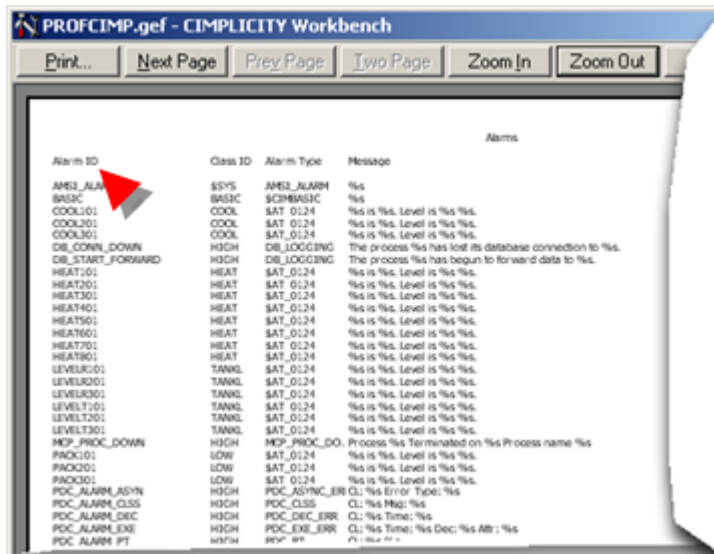 PROFCIMP.gef - CIMPLICITY Workbench
Print... Next Page Prev Page Two Page Zoom In Zoom Out
Alarms
Alarm ID Class ID Alarm Type Message
$SYS AMSI_ALARM %s
BASIC BASIC $CIMBASIC %s
COOL101 COOL $AT_0124 %s is %s. Level is %s %s.
COOL201 COOL $AT_0124 %s is %s. Level is %s %s.
COOL301 COOL $AT_0124 %s is %s. Level is %s %s.
DB_CONN_DOWN HIGH DB_LOGGING The process %s has lost its database connection to %s.
DB_START_FORWARD HIGH DB_LOGGING The process %s has begun to forward data to %s.
HEAT101 HEAT $AT_0124 %s is %s. Level is %s %s.
HEAT201 HEAT $AT_0124 %s is %s. Level is %s %s.
HEAT301 HEAT $AT_0124 %s is %s. Level is %s %s.
HEAT401 HEAT $AT_0124 %s is %s. Level is %s %s.
HEAT501 HEAT $AT_0124 %s is %s. Level is %s %s.
HEAT601 HEAT $AT_0124 %s is %s. Level is %s %s.
HEAT701 HEAT $AT_0124 %s is %s. Level is %s %s.
HEAT801 HEAT $AT_0124 %s is %s. Level is %s %s.
LEVELR101 TANKL $AT_0124 %s is %s. Level is %s %s.
LEVELR201 TANKL $AT_0124 %s is %s. Level is %s %s.
LEVELR301 TANKL $AT_0124 %s is %s. Level is %s %s.
LEVELT101 TANKL $AT_0124 %s is %s. Level is %s %s.
LEVELT201 TANKL $AT_0124 %s is %s. Level is %s %s.
LEVELT301 TANKL $AT_0124 %s is %s. Level is %s %s.
MCP_PROC_DOWN HIGH MCP_PROC_DO. Process %s Terminated on %s Process name %s
PACK101 LOW $AT_0124 %s is %s. Level is %s %s.
PACK201 LOW $AT_0124 %s is %s. Level is %s %s.
PACK301 LOW $AT_0124 %s is %s. Level is %s %s.
PDC_ALARM_ASYN HIGH PDC_ASYNC_ER CL: %s Error Type: %s
PDC_ALARM_CLSS HIGH PDC_CLSS CL: %s Msg: %s
PDC_ALARM_DEC HIGH PDC_DEC_ERR CL: %s Time: %s
PDC_ALARM_EXE HIGH PDC_EXE_ERR CL: %s Time: %s Dec: %s Attr: %s
PDC_ALARM_PT HIGH